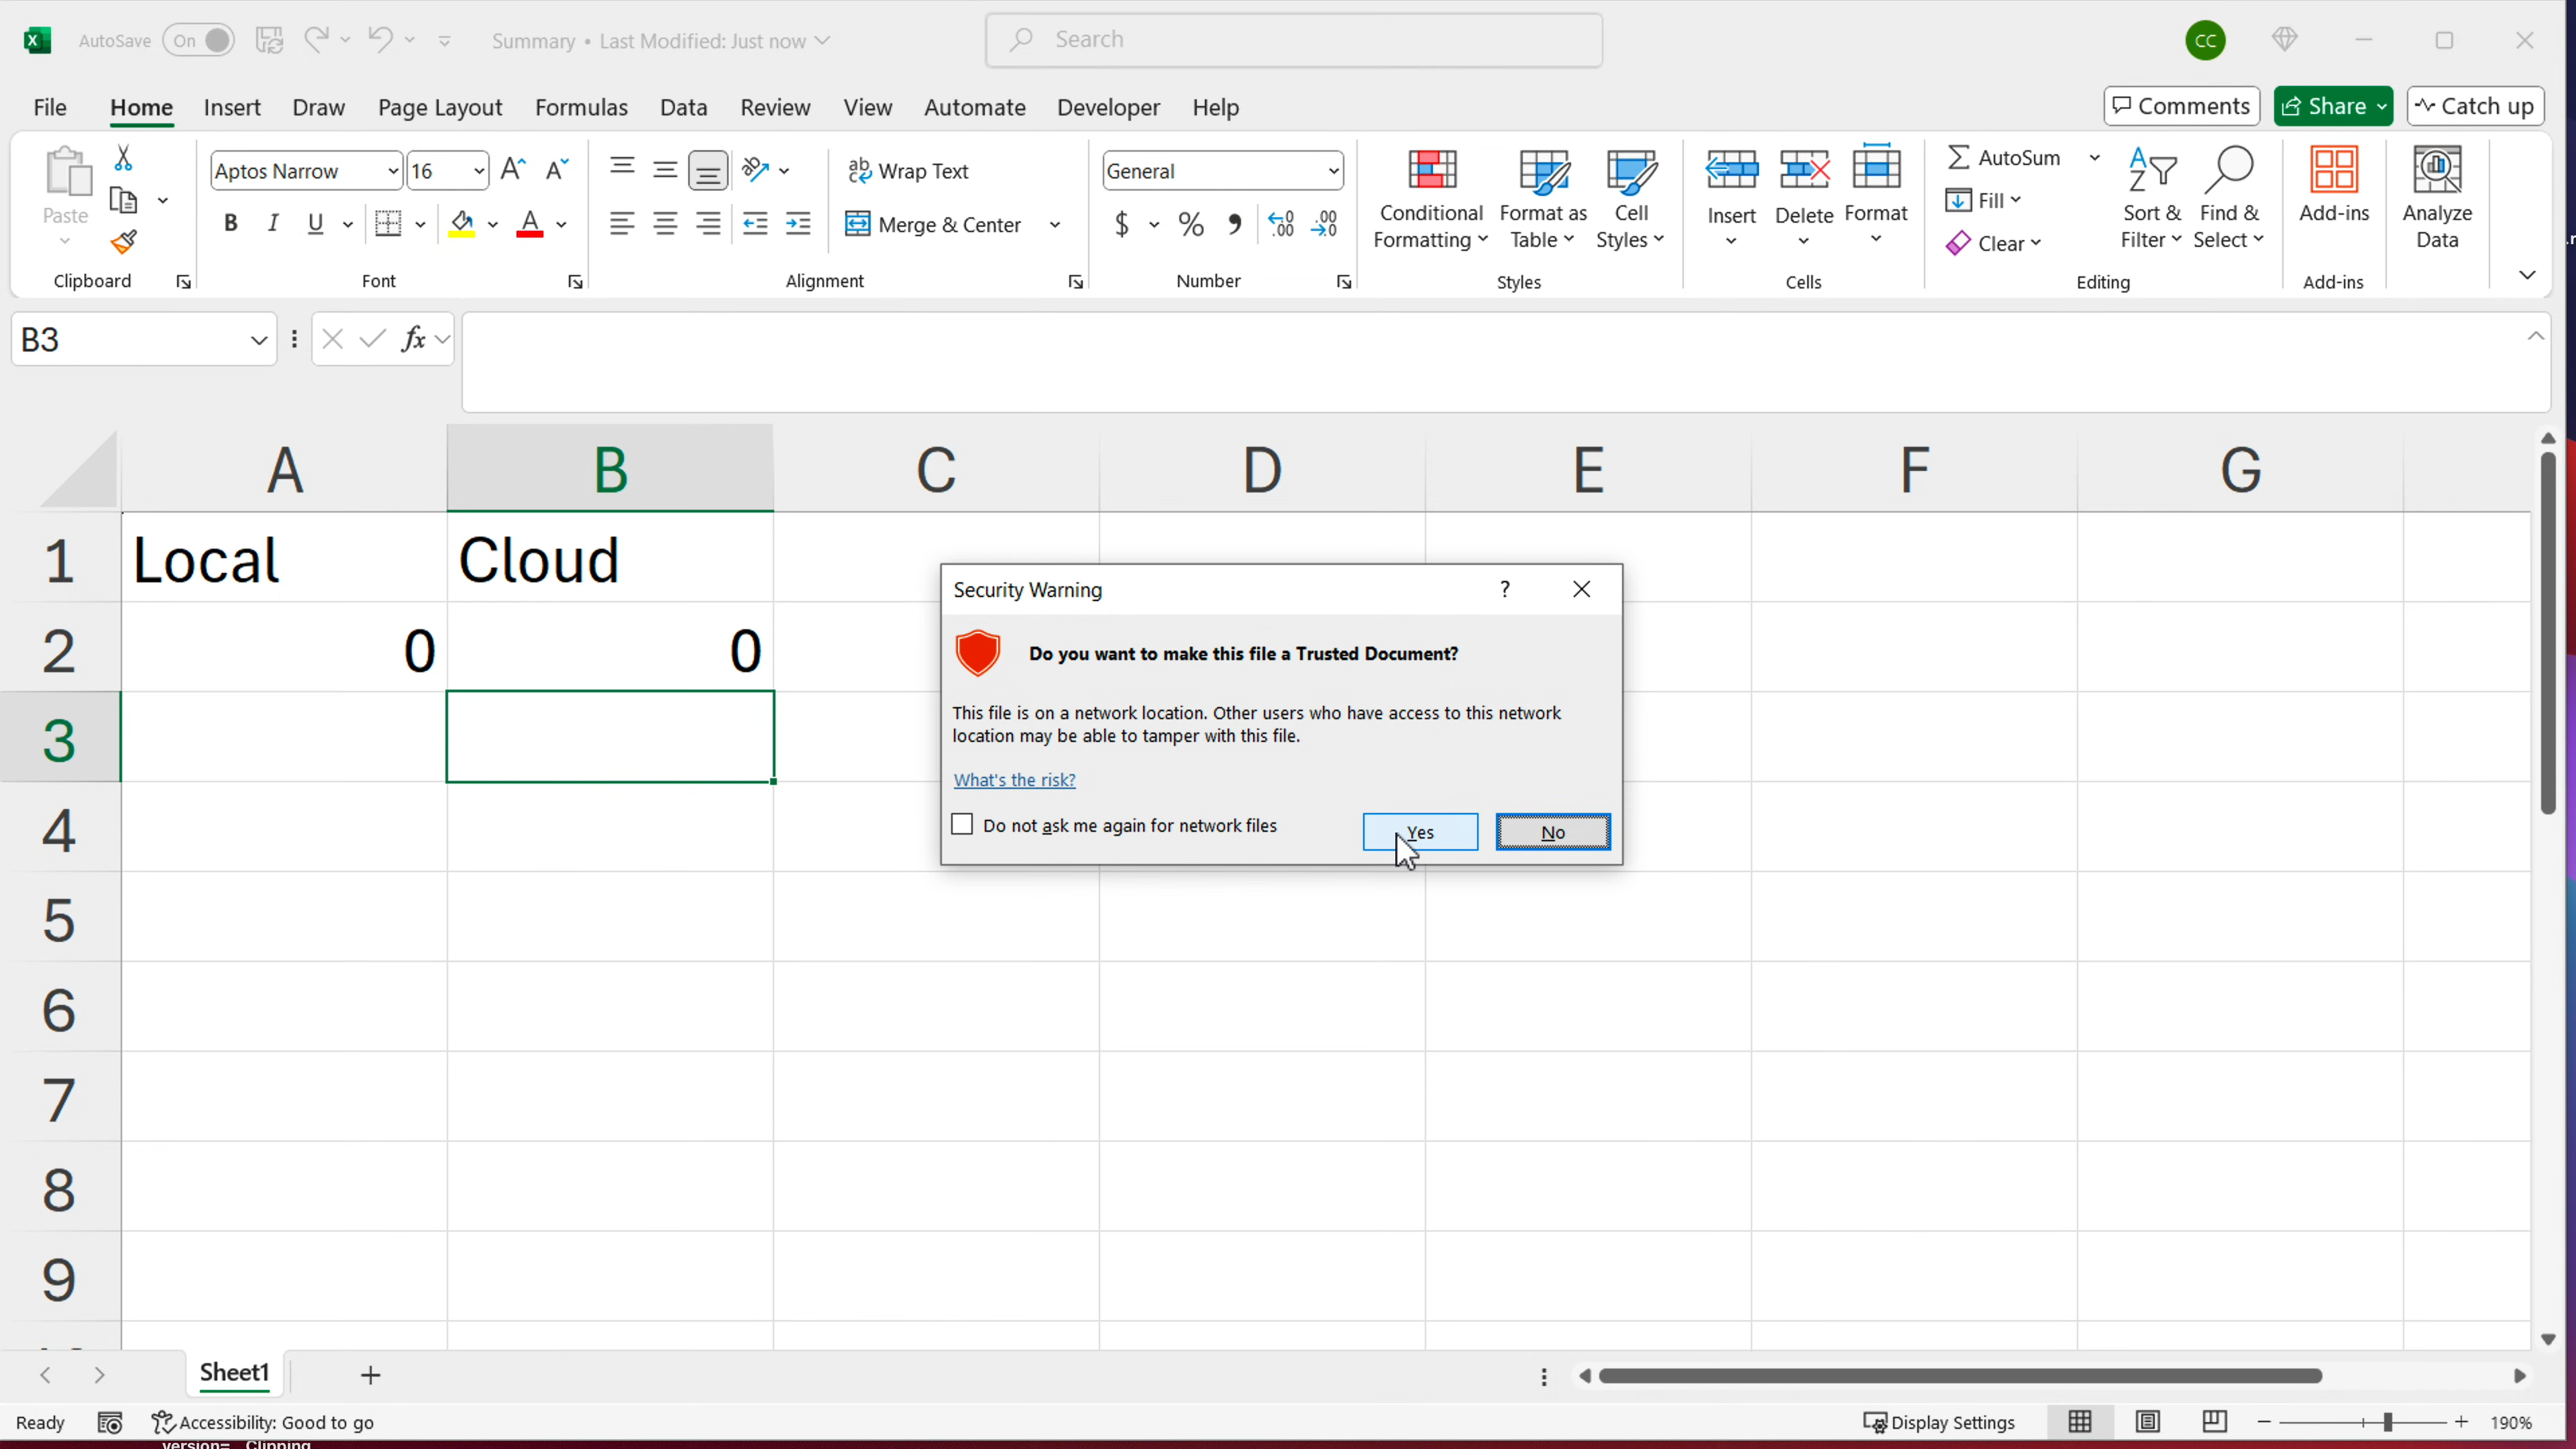 AutoSave On Summary • Last Modified: Just now Search CC
File Home Insert Draw Page Layout Formulas Data Review View Automate Developer Help Comments Share Catch up
Paste
Clipboard
Aptos Narrow 16
B I U A
Font
Wrap Text
Merge & Center
Alignment
General
$ % 9 .00 .00
Number
Conditional Formatting
Format as Table
Cell Styles
Styles
Insert Delete Format
Cells
AutoSum
Fill
Clear
Sort & Filter
Find & Select
Editing
Add-ins
Add-ins
Analyze Data
B3 fx
A B C D E F G
1 Local Cloud
2 0 0
3
4
5
6
7
8
9
Security Warning ?
Do you want to make this file a Trusted Document?
This file is on a network location. Other users who have access to this network
location may be able to tamper with this file.
What's the risk?
Do not ask me again for network files Yes No
Sheet1 +
Ready Accessibility: Good to go Display Settings 190%